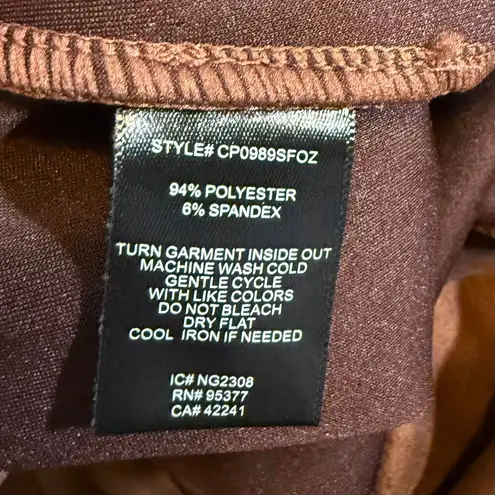 STYLE# CP0989SFOZ
94% POLYESTER
6% SPANDEX
TURN GARMENT INSIDE OUT
MACHINE WASH COLD
GENTLE CYCLE
WITH LIKE COLORS
DO NOT BLEACH
DRY FLAT
COOL IRON IF NEEDED
IC# NG2308
RN# 95377
CA# 42241